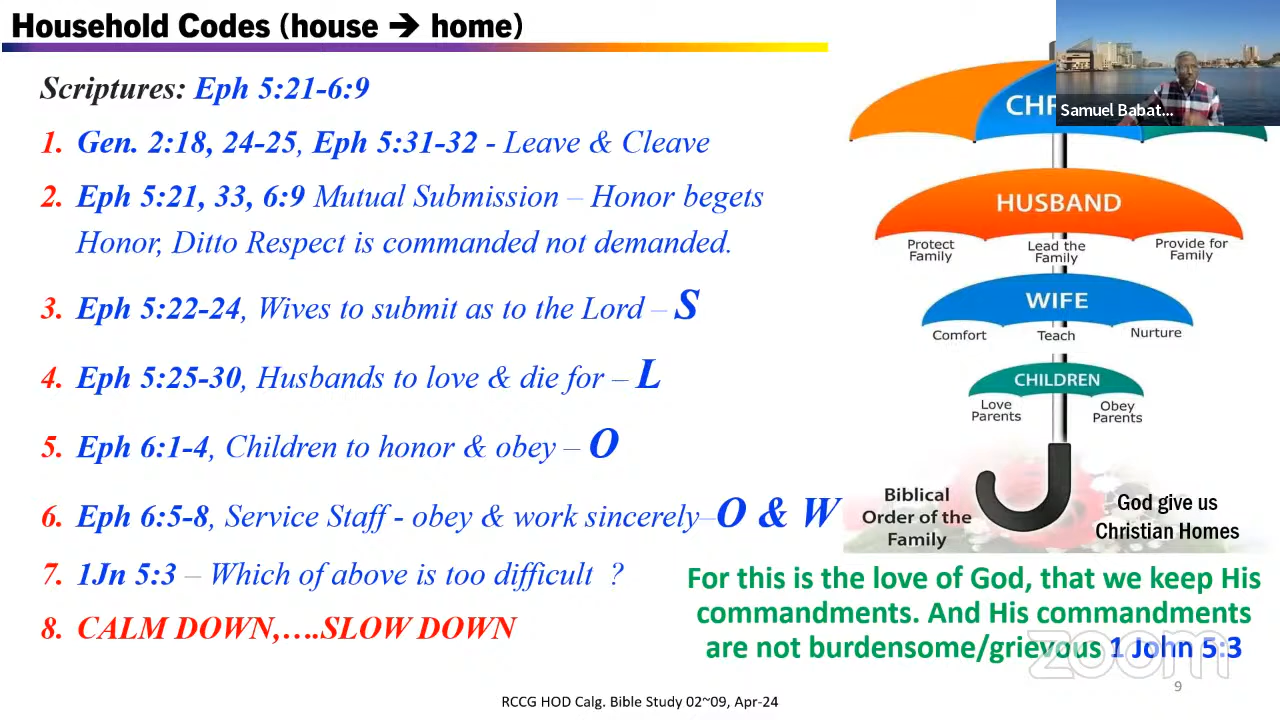 Household Codes (house ➔ home)
Scriptures: Eph 5:21-6:9
1. Gen. 2:18, 24-25, Eph 5:31-32 - Leave & Cleave
2. Eph 5:21, 33, 6:9 Mutual Submission – Honor begets
Honor, Ditto Respect is commanded not demanded.
3. Eph 5:22-24, Wives to submit as to the Lord – S
4. Eph 5:25-30, Husbands to love & die for – L
5. Eph 6:1-4, Children to honor & obey – O
6. Eph 6:5-8, Service Staff - obey & work sincerely– O & W
7. 1Jn 5:3 – Which of above is too difficult ?
8. CALM DOWN,….SLOW DOWN
Samuel Babat...
HUSBAND
Protect
Family
Lead the
Family
Provide for
Family
WIFE
Comfort
Teach
Nurture
CHILDREN
Love
Parents
Obey
Parents
Biblical
Order of the
Family
God give us
Christian Homes
For this is the love of God, that we keep His
commandments. And His commandments
are not burdensome/grievous 1 John 5:3
zoom
9
RCCG HOD Calg. Bible Study 02~09, Apr-24